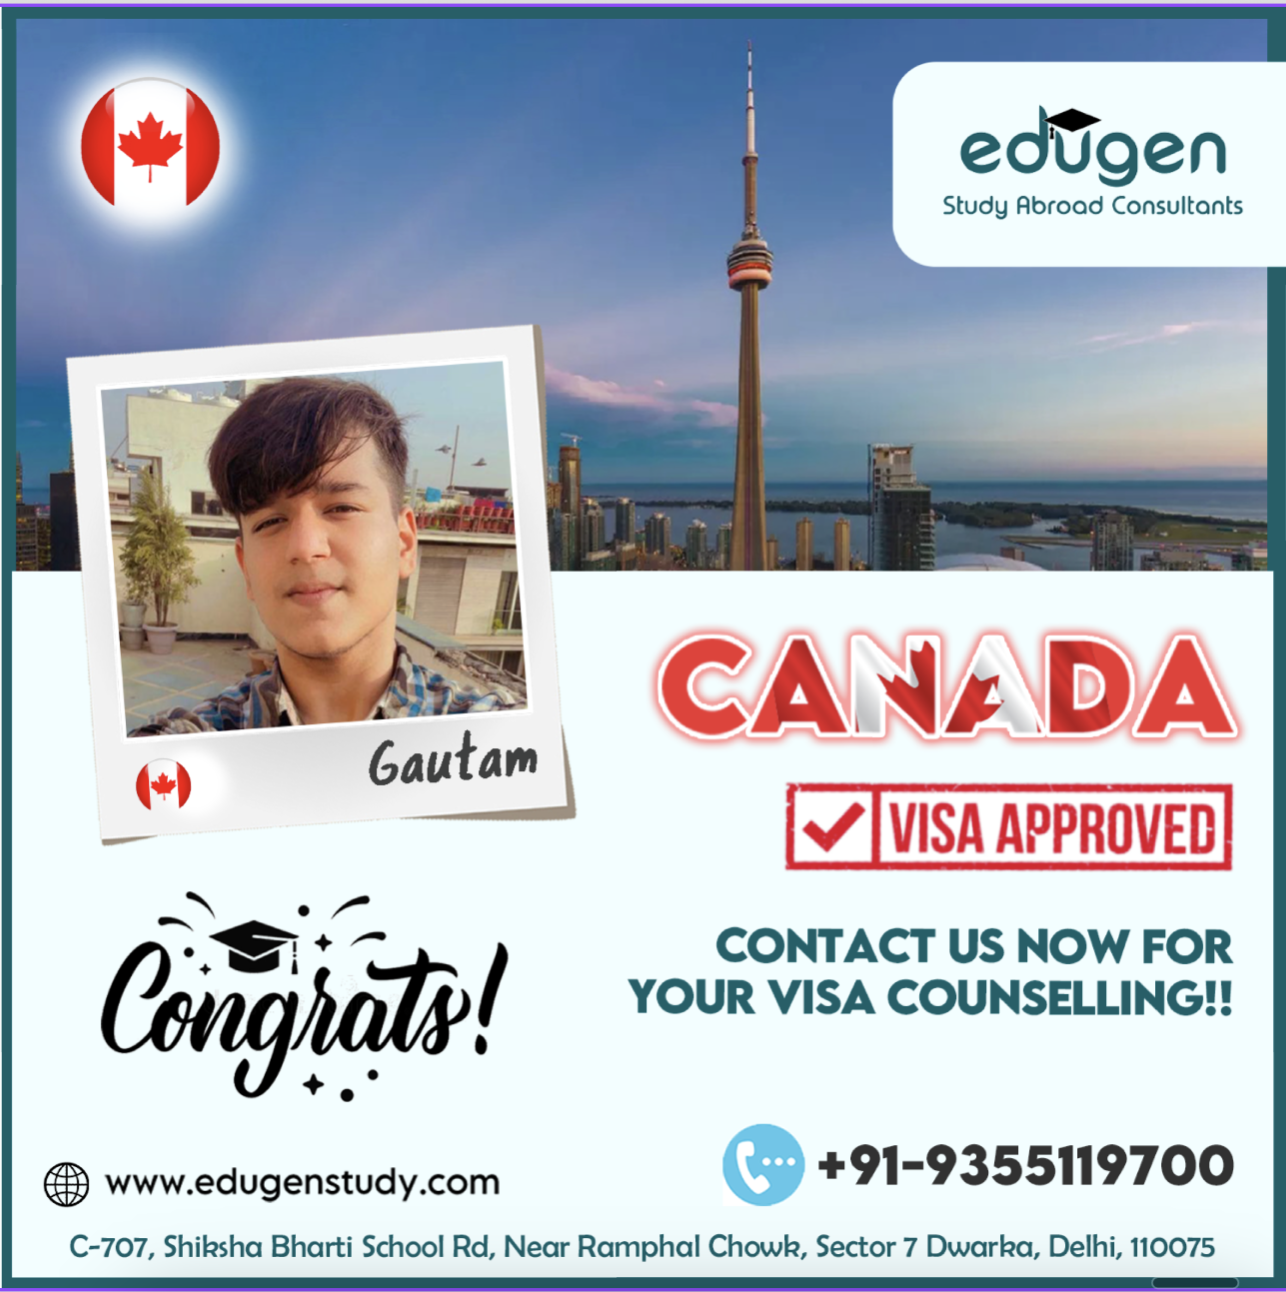 edugen
Study Abroad Consultants
Gautam
CANADA
VISA APPROVED
CONTACT US NOW FOR
YOUR VISA COUNSELLING!!
Congrats!
www.edugenstudy.com
+91-9355119700
C-707, Shiksha Bharti School Rd, Near Ramphal Chowk, Sector 7 Dwarka, Delhi, 110075